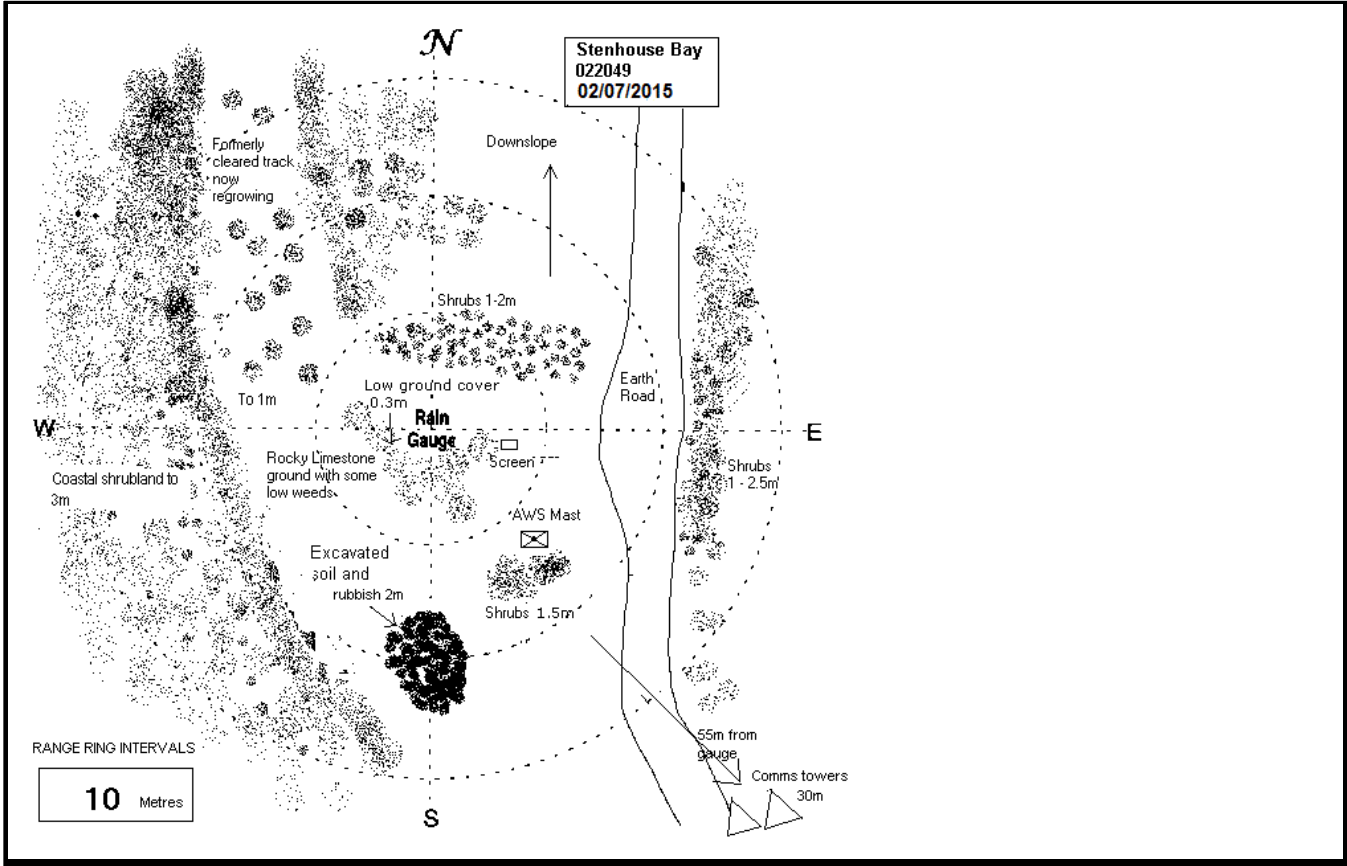 N
Stenhouse Bay
022049
02/07/2015
Formerly
cleared track
now
regrowing
Downslope
Shrubs 1-2m
Earth
Road
Low ground cover
0.3m
To 1m
Rain
Gauge
W
E
Screen
Rocky Limestone
ground with some
low weeds
Coastal shrubland to
3m
Shrubs
1 - 2.5m
AWS Mast
Excavated
soil and
rubbish 2m
Shrubs 1.5m
55m from
gauge
Comms towers
30m
RANGE RING INTERVALS
10 Metres
S